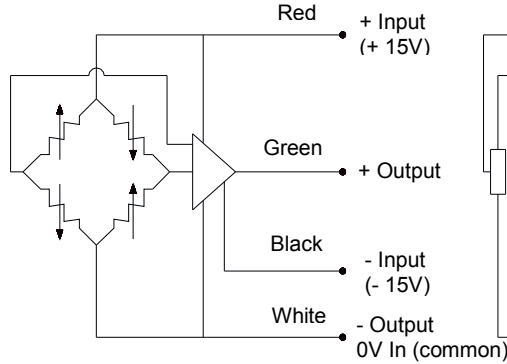 Red
+ Input
(+ 15V)
Green
+ Output
Black
- Input
(- 15V)
White
- Output
0V In (common)